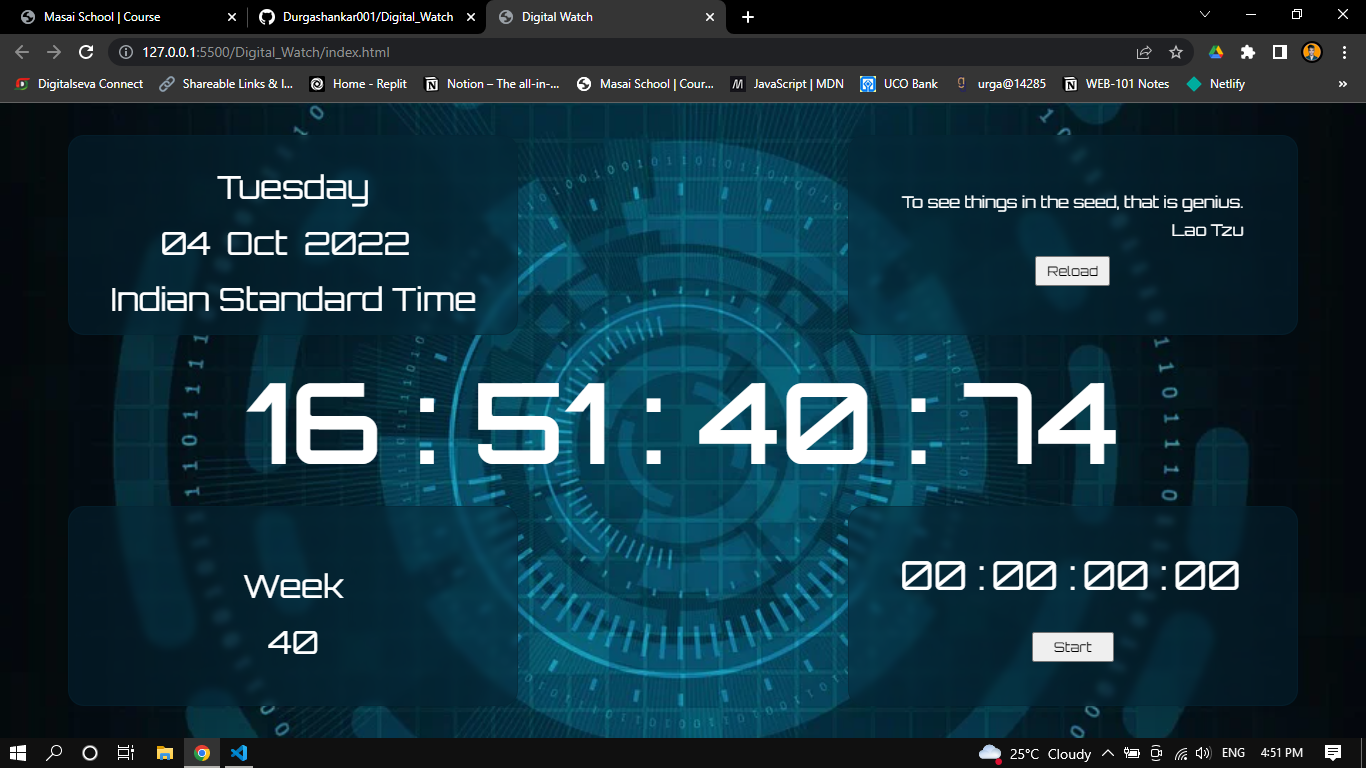 Masai School | Course
Durgashankar001/Digital_Watch
Digital Watch
127.0.0.1:5500/Digital_Watch/index.html
Digitalseva Connect
Shareable Links & I...
Home - Replit
Notion – The all-in-...
Masai School | Cour...
JavaScript | MDN
UCO Bank
urga@14285
WEB-101 Notes
Netlify
»
Tuesday
04 Oct 2022
Indian Standard Time
To see things in the seed, that is genius.
Lao Tzu
Reload
16 : 51 : 40 : 74
Week
40
00 :00 :00 :00
Start
25°C Cloudy
ENG
4:51 PM